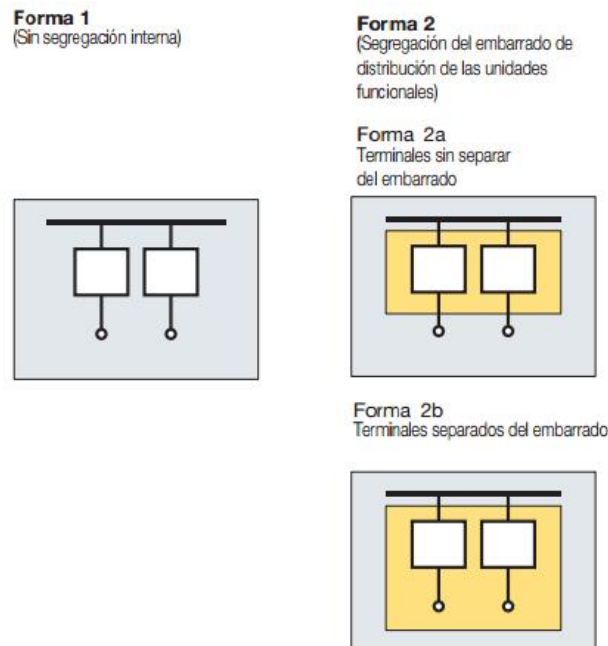 Forma 1
(Sin segregación interna)
Forma 2
(Segregación del embarrado de
distribución de las unidades
funcionales)
Forma 2a
Terminales sin separar
del embarrado
Forma 2b
Terminales separados del embarrado